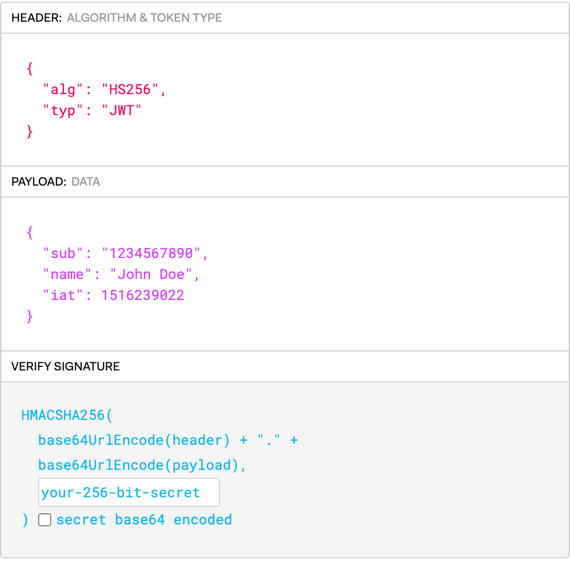 HEADER: ALGORITHM & TOKEN TYPE
{
"alg": "HS256",
"typ": "JWT"
}
PAYLOAD: DATA
{
"sub": "1234567890",
"name": "John Doe",
"iat": 1516239022
}
VERIFY SIGNATURE
HMACSHA256(
base64UrlEncode(header) + "." +
base64UrlEncode(payload),
your-256-bit-secret
) secret base64 encoded